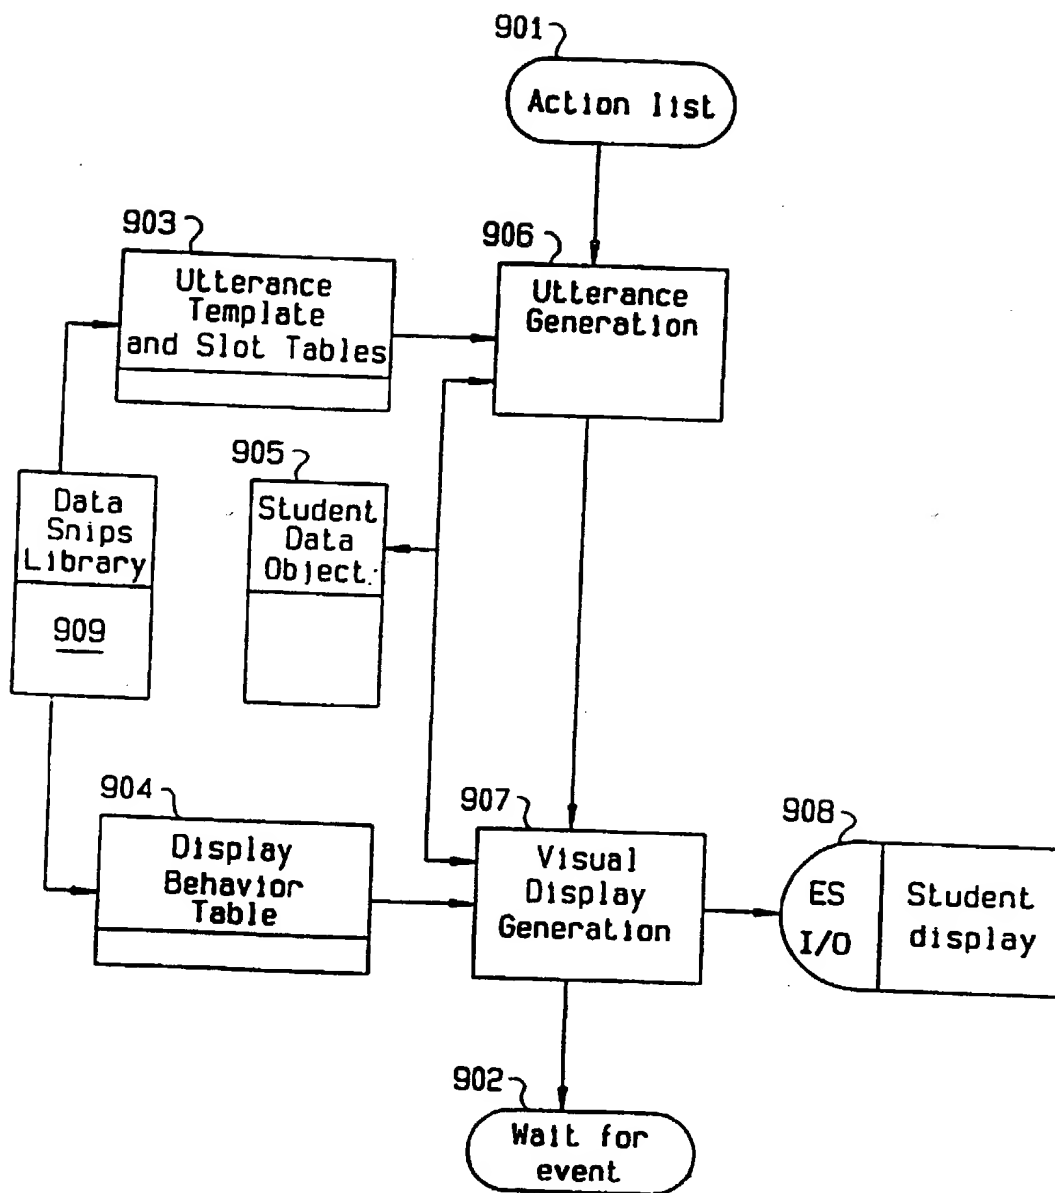 901
Action list
903
Utterance
Template
and Slot Tables
906
Utterance
Generation
905
Student
Data
Object
Data
Snips
Library
909
904
Display
Behavior
Table
907
Visual
Display
Generation
908
ES
I/O
Student
display
902
Wait for
event